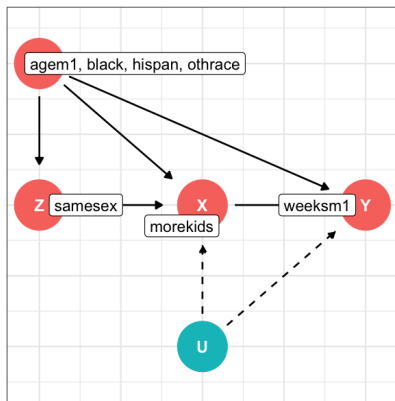 agem1, black, hispan, othrace
Z samesex X weeksm1 Y
morekids
U